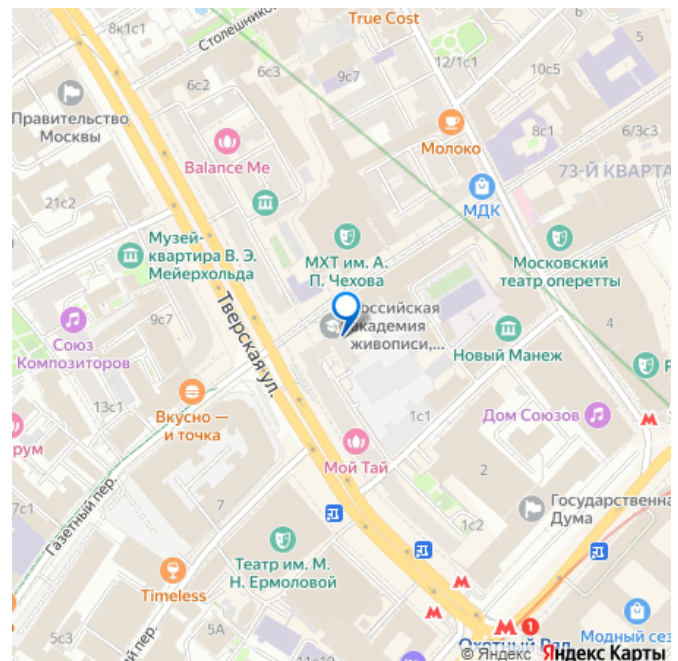 True Cost
8к1с1
Столешников
6с3
6с2
9с7
12/1с1
10с5
Правительство
Москвы
Balance Me
Молоко
8с1
6/3с3
73-Й КВАРТА
21с2
МДК
Музей-
квартира В. Э.
Мейерхольда
МХТ им. А.
П. Чехова
Московский
театр оперетты
9с7
Тверская ул.
Российская
академия
живописи,...
4
Союз
Композиторов
Новый Манеж
Р
Вкусно —
и точка
13с1
1с1
Дом Союзов
рум
Мой Тай
2
7с1
7
Газетный пер.
1с2
Государственна
Дума
Театр им. М.
Н. Ермоловой
Timeless
5А
пер.
5с3
11с10
Охотный Ряд
1
Модный сез
© Яндекс Яндекс Карты